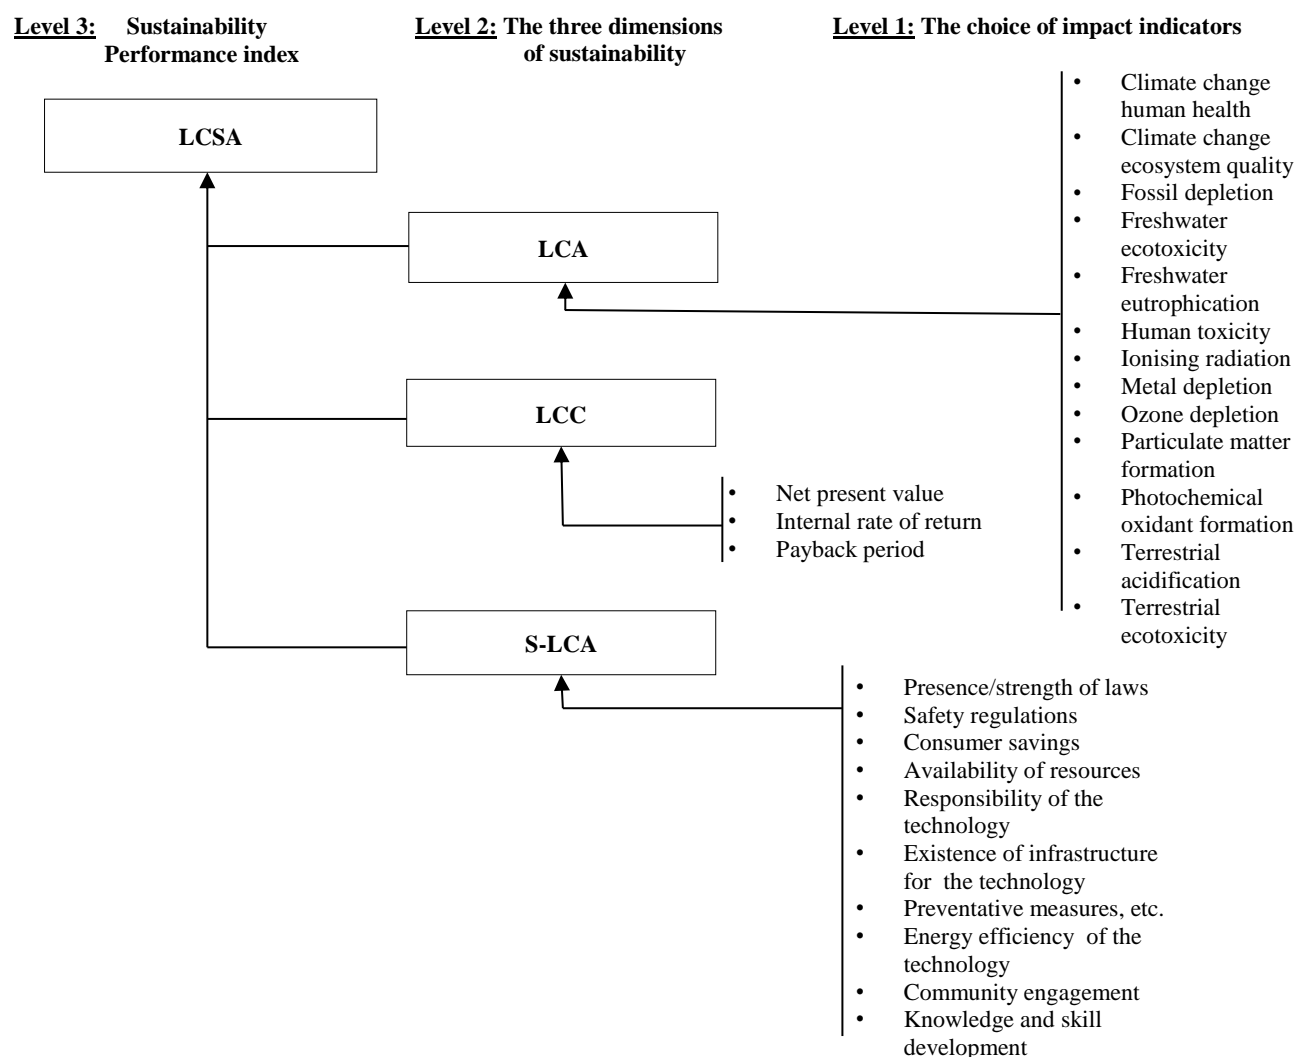 Level 3: Sustainability
Performance index
Level 2: The three dimensions
of sustainability
Level 1: The choice of impact indicators
LCSA
LCA
LCC
S-LCA
• Climate change
human health
• Climate change
ecosystem quality
• Fossil depletion
• Freshwater
ecotoxicity
• Freshwater
eutrophication
• Human toxicity
• Ionising radiation
• Metal depletion
• Ozone depletion
• Particulate matter
formation
• Photochemical
oxidant formation
• Terrestrial
acidification
• Terrestrial
ecotoxicity
• Net present value
• Internal rate of return
• Payback period
• Presence/strength of laws
• Safety regulations
• Consumer savings
• Availability of resources
• Responsibility of the
technology
• Existence of infrastructure
for the technology
• Preventative measures, etc.
• Energy efficiency of the
technology
• Community engagement
• Knowledge and skill
development